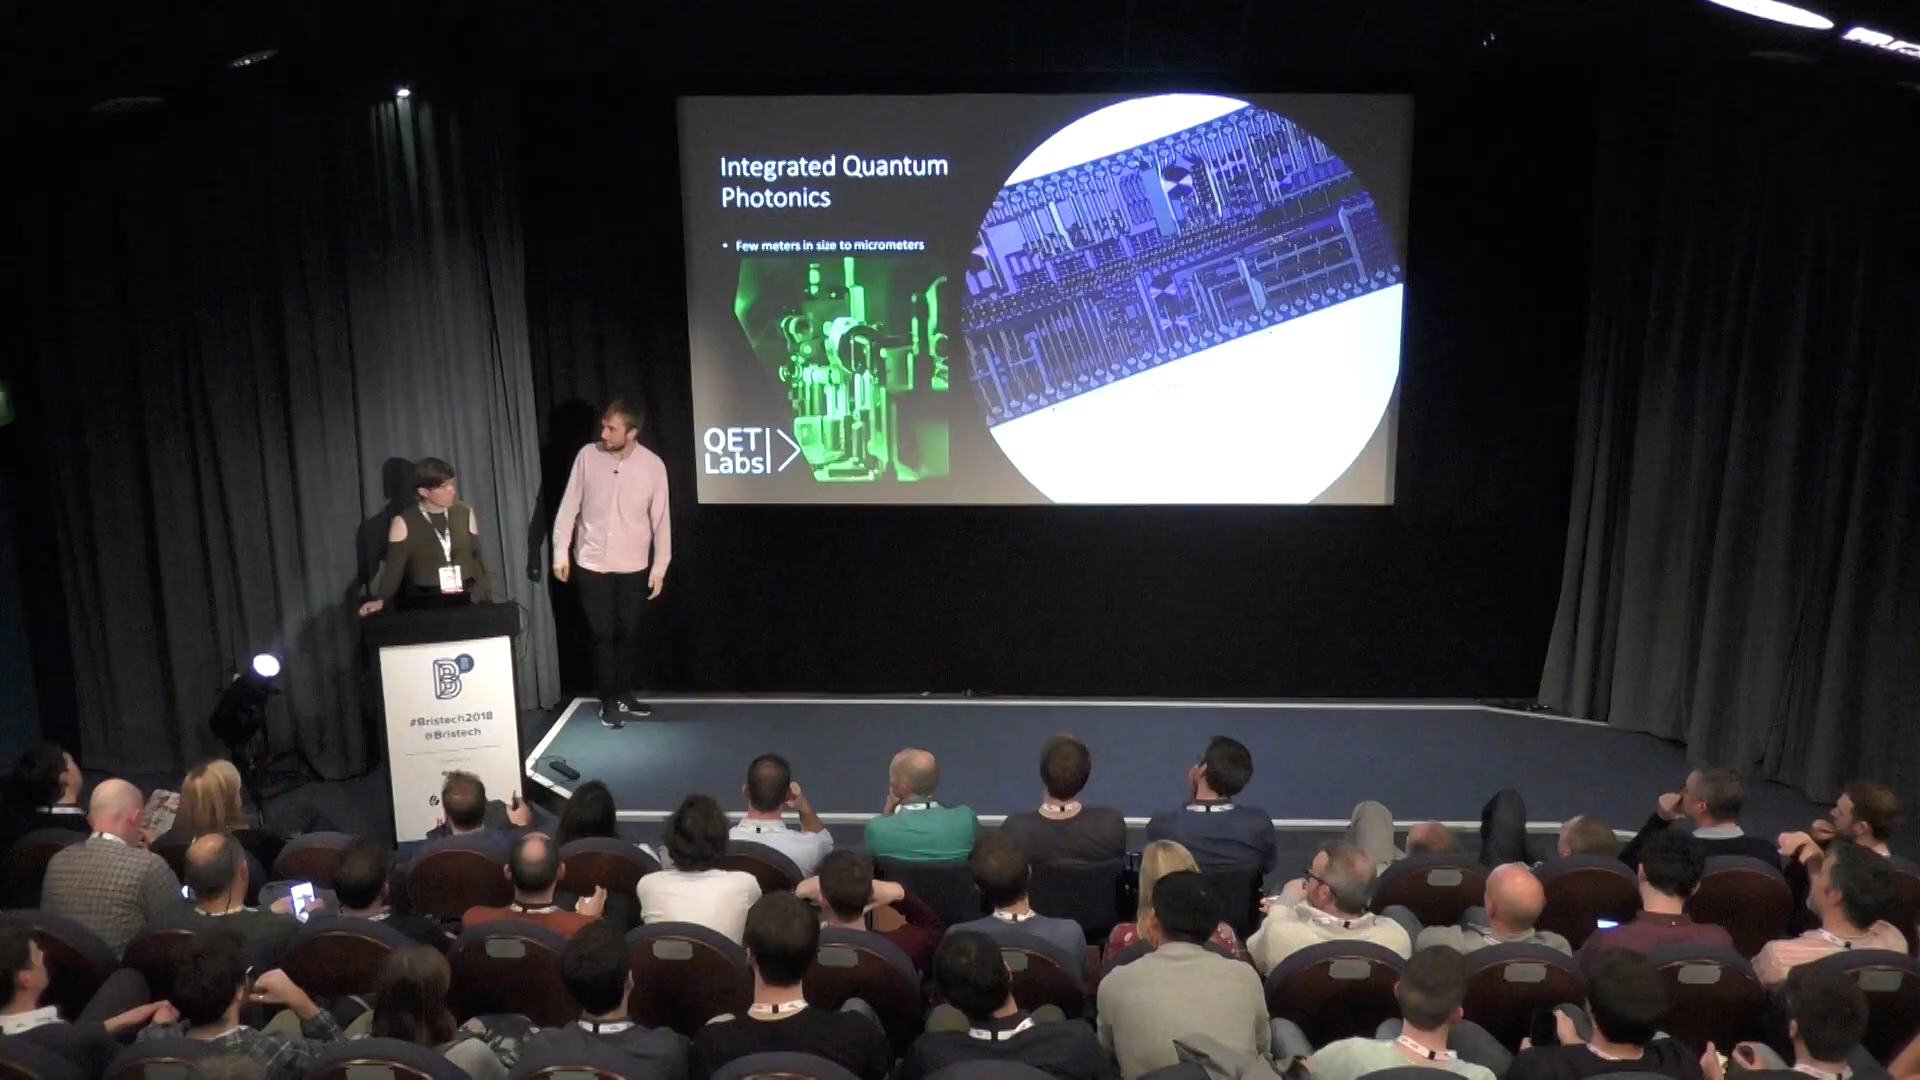 Integrated Quantum
Photonics
• Few meters in size to micrometers
QET
Labs
B
#Bristech2018
@Bristech